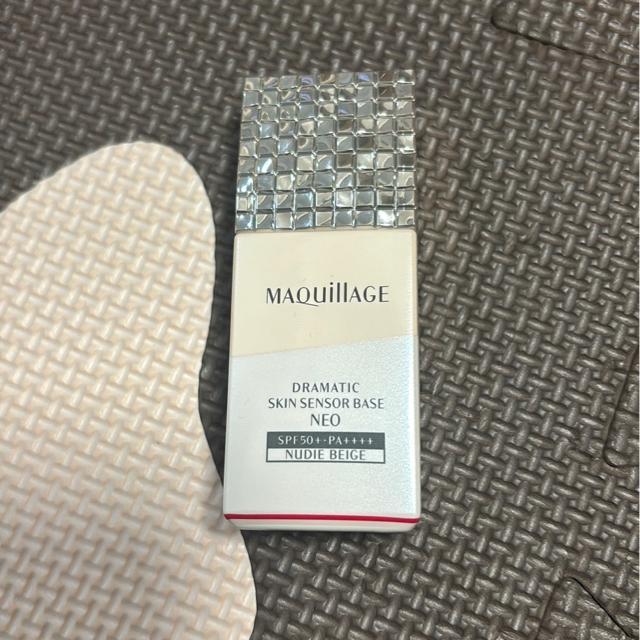 MAQuillAGE
DRAMATIC
SKIN SENSOR BASE
NEO
SPF50+・PA++++
NUDIE BEIGE